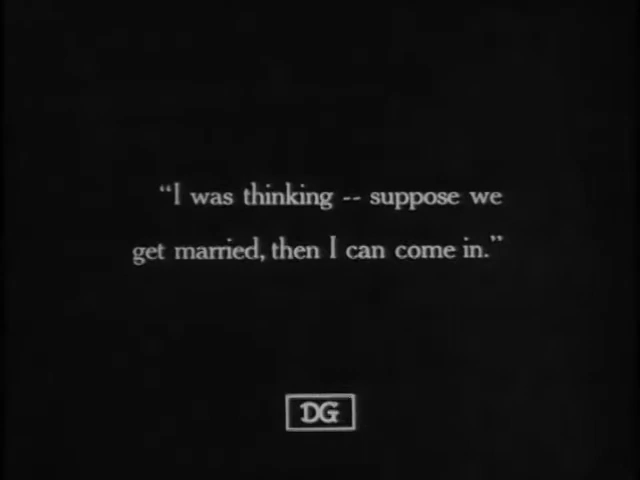 “I was thinking -- suppose we
get married, then I can come in.”
DG